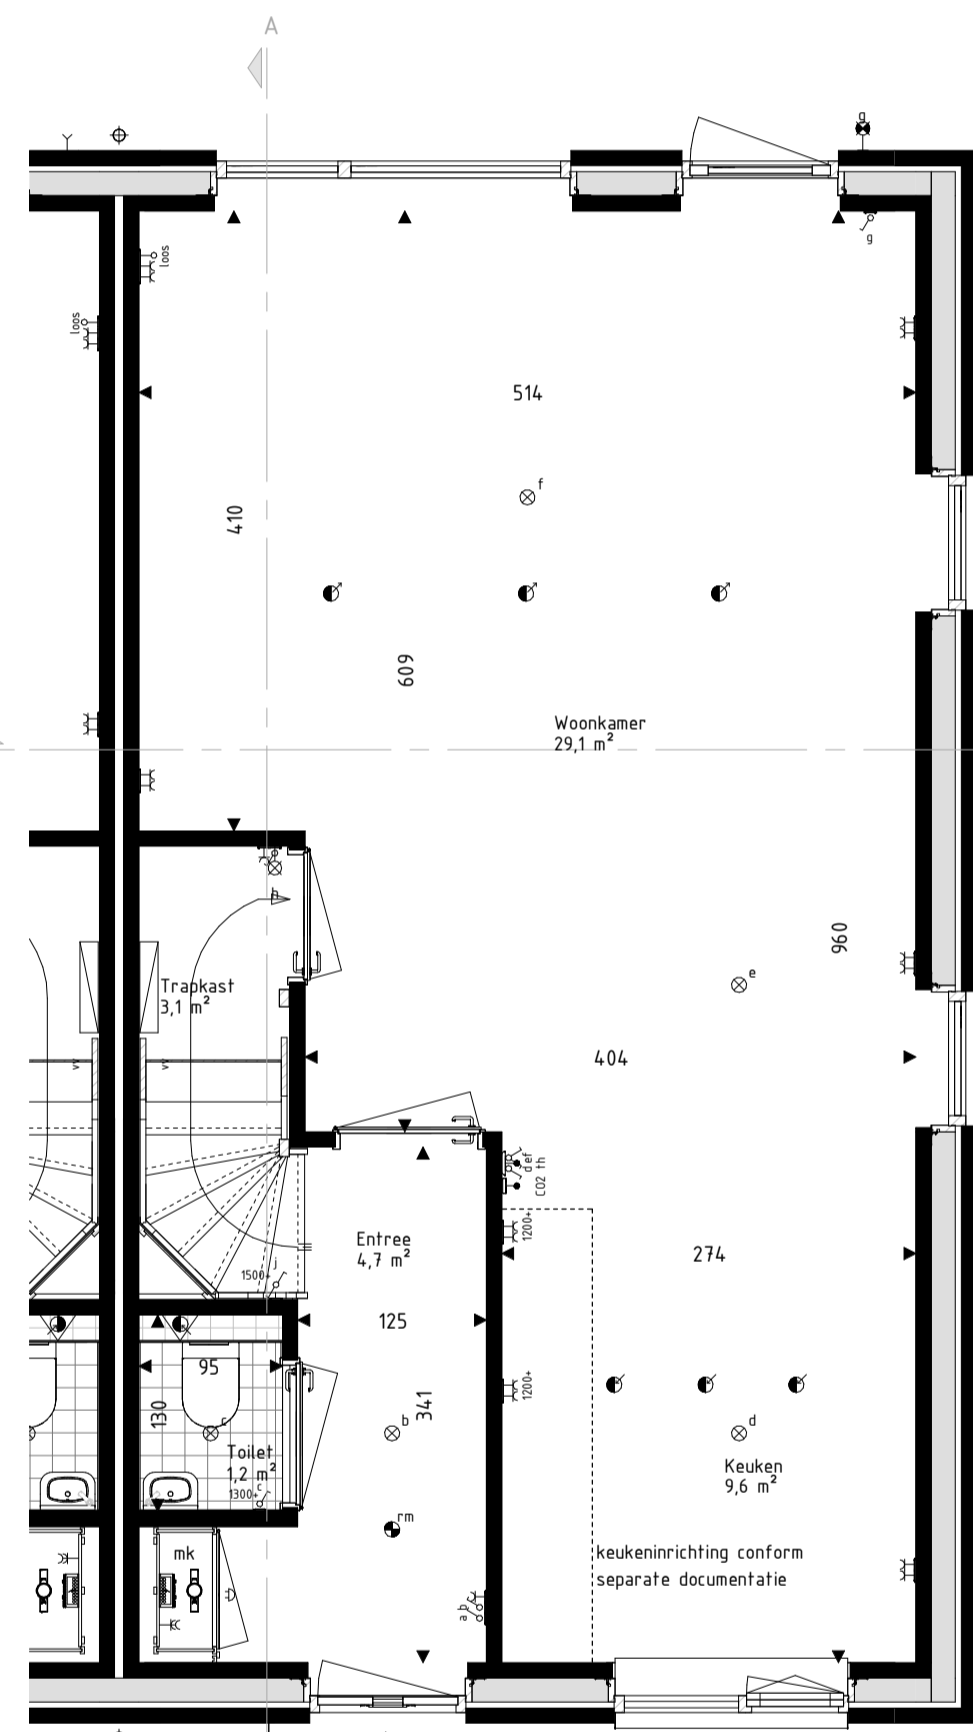 A
g
loos
g
loos
514
f
410
609
Woonkamer
29,1 m²
h
960
e
Trapkast
3,1 m²
404
vv
vv
def
CO2 th
1200+
Entree
4,7 m²
274
j
1500+
125
95
1200+
341
130
c
b
d
Toilet
1,2 m²
c
1300+
Keuken
9,6 m²
rm
mk
keukeninrichting conform
separate documentatie
a b c